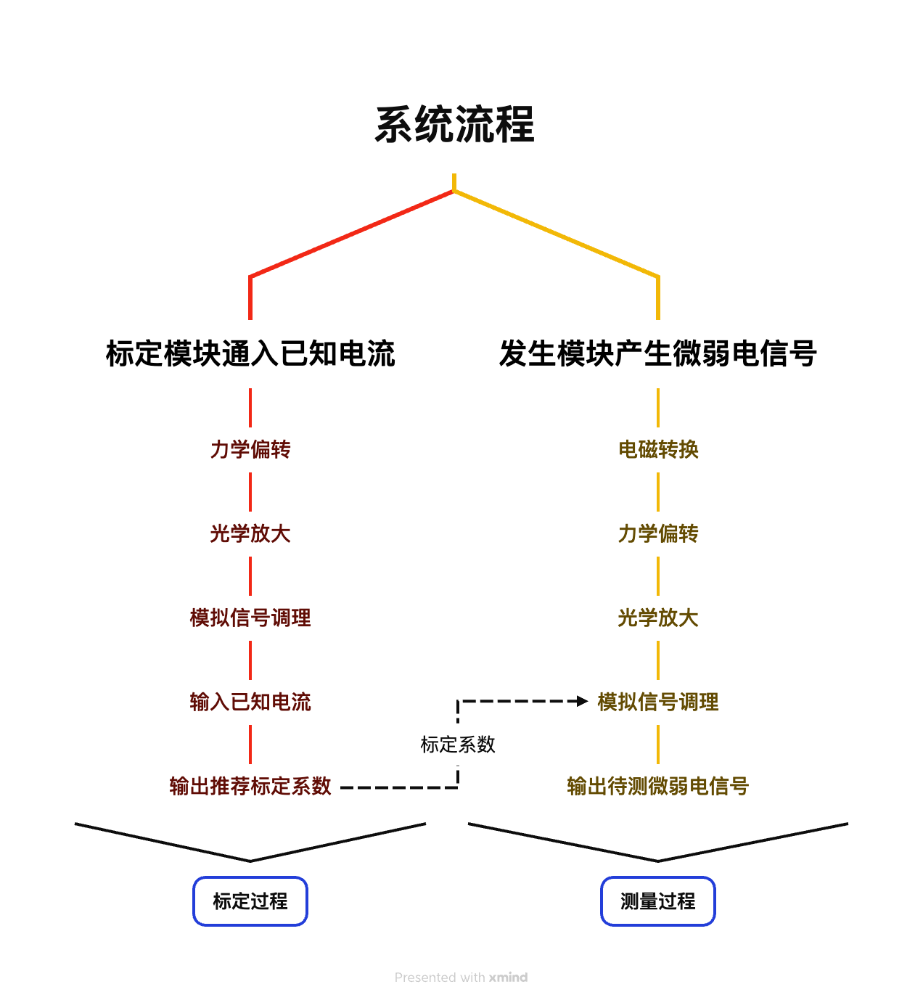 系统流程
标定模块通入已知电流
发生模块产生微弱电信号
力学偏转
电磁转换
光学放大
力学偏转
模拟信号调理
光学放大
输入已知电流
模拟信号调理
标定系数
输出推荐标定系数
输出待测微弱电信号
标定过程
测量过程
Presented with xmind